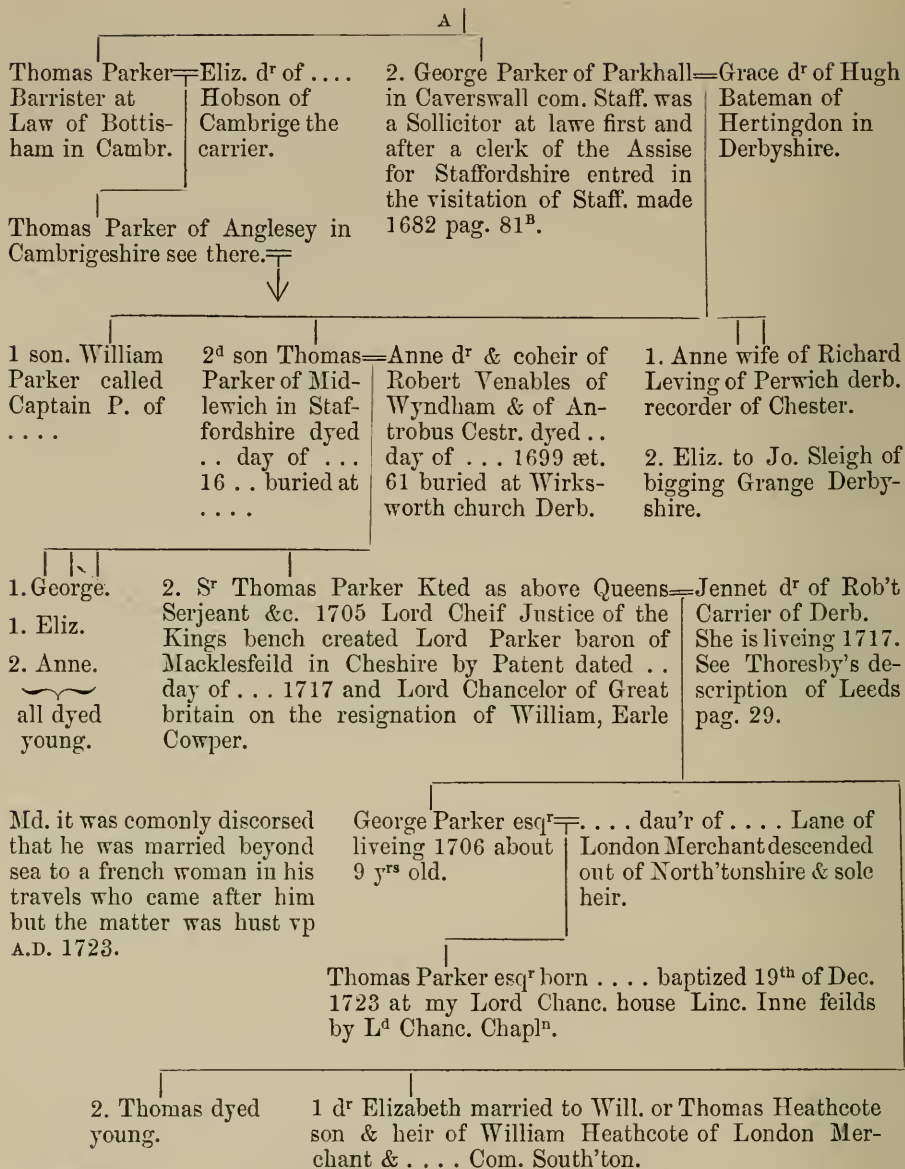 A
Thomas Parker=Eliz. dʳ of ....
Barrister at
Law of Bottis-
ham in Cambr.
Hobson of
Cambrige the
carrier.
2. George Parker of Parkhall=Grace dʳ of Hugh
in Caverswall com. Staff. was
a Sollicitor at lawe first and
after a clerk of the Assise
for Staffordshire entred in
the visitation of Staff. made
1682 pag. 81ᴮ.
Bateman of
Hertingdon in
Derbyshire.
Thomas Parker of Anglesey in
Cambrigeshire see there.=
1 son. William
Parker called
Captain P. of
....
2ᵈ son Thomas=Anne dʳ & coheir of
Parker of Mid-
lewich in Staf-
fordshire dyed
.. day of ...
16 .. buried at
....
Robert Venables of
Wyndham & of An-
trobus Cestr. dyed ..
day of ... 1699 æt.
61 buried at Wirks-
worth church Derb.
1. Anne wife of Richard
Leving of Perwich derb.
recorder of Chester.
2. Eliz. to Jo. Sleigh of
bigging Grange Derby-
shire.
1. George.
1. Eliz.
2. Anne.
all dyed
young.
2. Sʳ Thomas Parker Kted as above Queens=Jennet dʳ of Rob't
Serjeant &c. 1705 Lord Cheif Justice of the
Kings bench created Lord Parker baron of
Macklesfeild in Cheshire by Patent dated ..
day of ... 1717 and Lord Chancelor of Great
britain on the resignation of William, Earle
Cowper.
Carrier of Derb.
She is liveing 1717.
See Thoresby's de-
scription of Leeds
pag. 29.
Md. it was comonly discorsed
that he was married beyond
sea to a french woman in his
travels who came after him
but the matter was hust vp
A.D. 1723.
George Parker esqʳ=.... dau'r of .... Lane of
liveing 1706 about
9 yʳˢ old.
London Merchant descended
out of North'tonshire & sole
heir.
Thomas Parker esqʳ born .... baptized 19ᵗʰ of Dec.
1723 at my Lord Chanc. house Linc. Inne feilds
by Lᵈ Chanc. Chaplⁿ.
2. Thomas dyed
young.
1 dʳ Elizabeth married to Will. or Thomas Heathcote
son & heir of William Heathcote of London Mer-
chant & .... Com. South'ton.